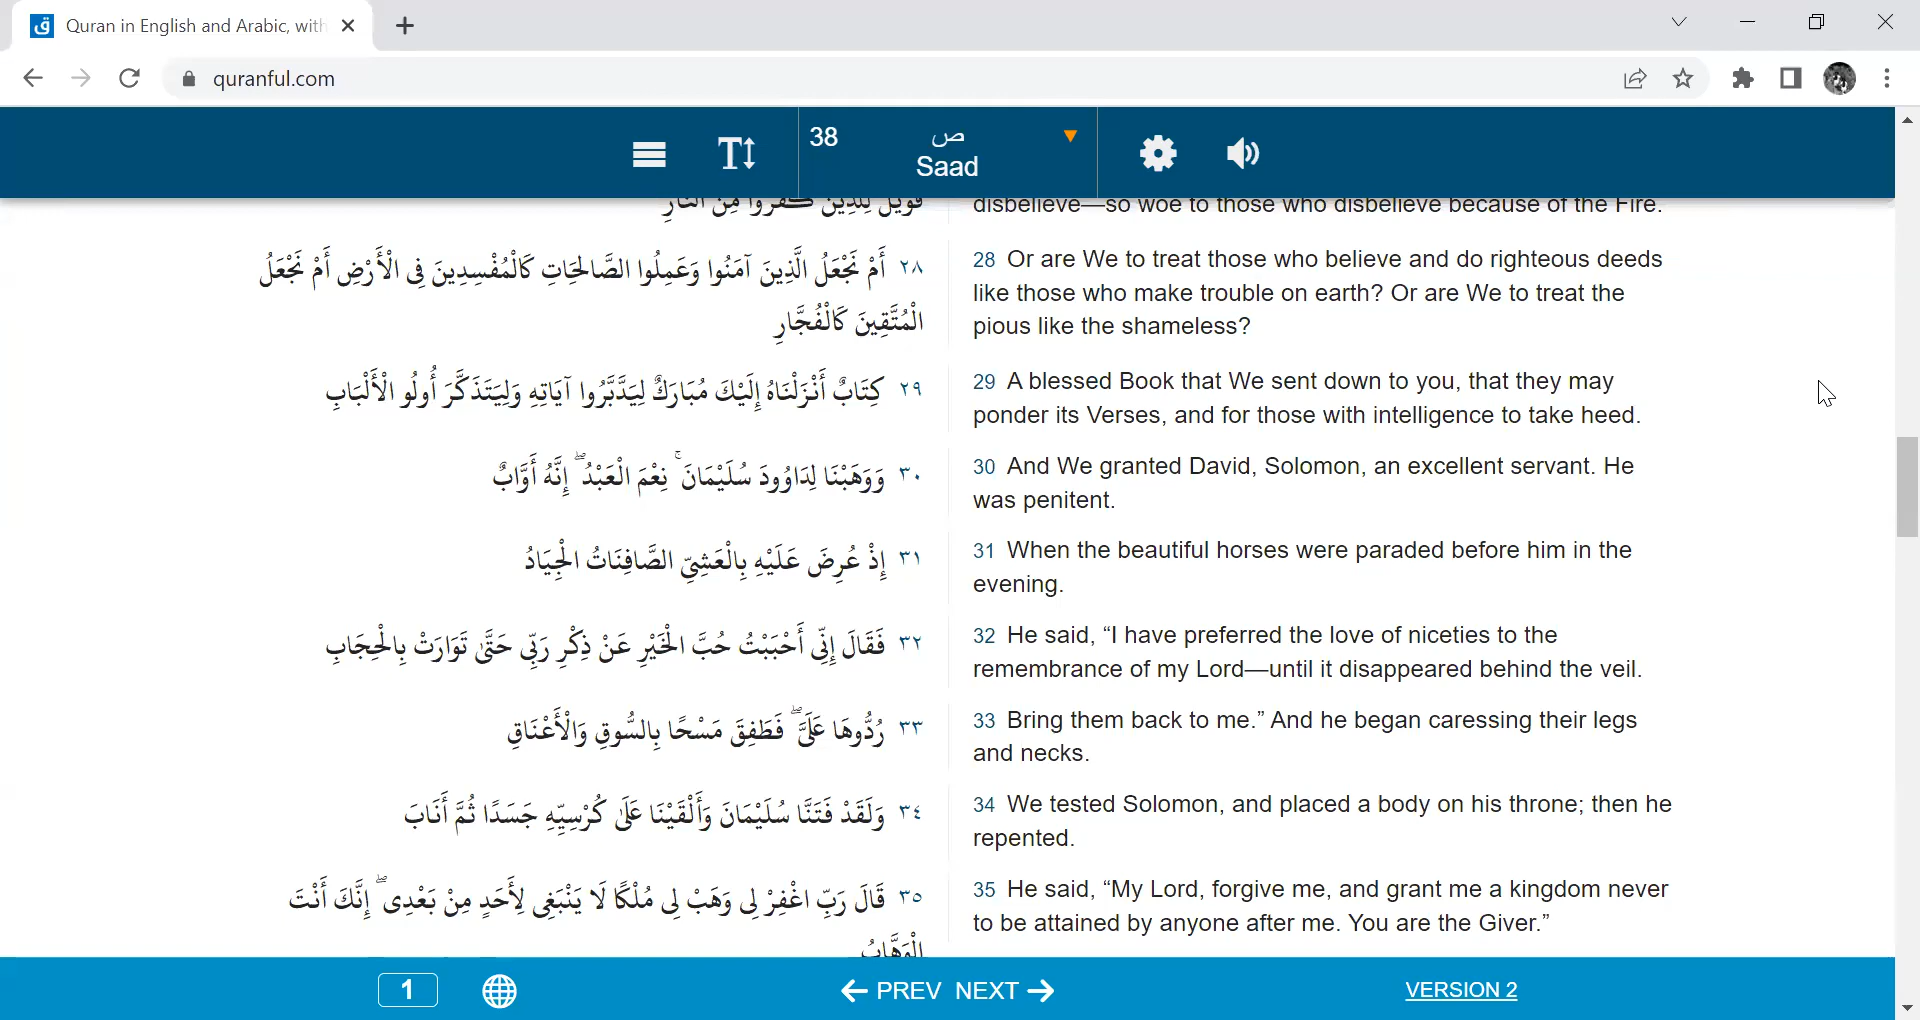 Quran in English and Arabic, with
quranful.com
38
ص
Saad
فَوَيْلٌ لِلَّذِينَ كَفَرُوا مِنَ النَّارِ
disbelieve—so woe to those who disbelieve because of the Fire.
٢٨ أَمْ نَجْعَلُ الَّذِينَ آمَنُوا وَعَمِلُوا الصَّالِحَاتِ كَالْمُفْسِدِينَ فِي الْأَرْضِ أَمْ نَجْعَلُ
الْمُتَّقِينَ كَالْفُجَّارِ
28 Or are We to treat those who believe and do righteous deeds
like those who make trouble on earth? Or are We to treat the
pious like the shameless?
٢٩ كِتَابٌ أَنْزَلْنَاهُ إِلَيْكَ مُبَارَكٌ لِيَدَّبَّرُوا آيَاتِهِ وَلِيَتَذَكَّرَ أُولُو الْأَلْبَابِ
29 A blessed Book that We sent down to you, that they may
ponder its Verses, and for those with intelligence to take heed.
٣٠ وَوَهَبْنَا لِدَاوُودَ سُلَيْمَانَ ۚ نِعْمَ الْعَبْدُ ۖ إِنَّهُ أَوَّابٌ
30 And We granted David, Solomon, an excellent servant. He
was penitent.
٣١ إِذْ عُرِضَ عَلَيْهِ بِالْعَشِيِّ الصَّافِنَاتُ الْجِيَادُ
31 When the beautiful horses were paraded before him in the
evening.
٣٢ فَقَالَ إِنِّي أَحْبَبْتُ حُبَّ الْخَيْرِ عَنْ ذِكْرِ رَبِّي حَتَّىٰ تَوَارَتْ بِالْحِجَابِ
32 He said, “I have preferred the love of niceties to the
remembrance of my Lord—until it disappeared behind the veil.
٣٣ رُدُّوهَا عَلَيَّ ۖ فَطَفِقَ مَسْحًا بِالسُّوقِ وَالْأَعْنَاقِ
33 Bring them back to me.” And he began caressing their legs
and necks.
٣٤ وَلَقَدْ فَتَنَّا سُلَيْمَانَ وَأَلْقَيْنَا عَلَىٰ كُرْسِيِّهِ جَسَدًا ثُمَّ أَنَابَ
34 We tested Solomon, and placed a body on his throne; then he
repented.
٣٥ قَالَ رَبِّ اغْفِرْ لِي وَهَبْ لِي مُلْكًا لَا يَنْبَغِي لِأَحَدٍ مِنْ بَعْدِي ۖ إِنَّكَ أَنْتَ
الْوَهَّابُ
35 He said, “My Lord, forgive me, and grant me a kingdom never
to be attained by anyone after me. You are the Giver.”
1
PREV NEXT
VERSION 2